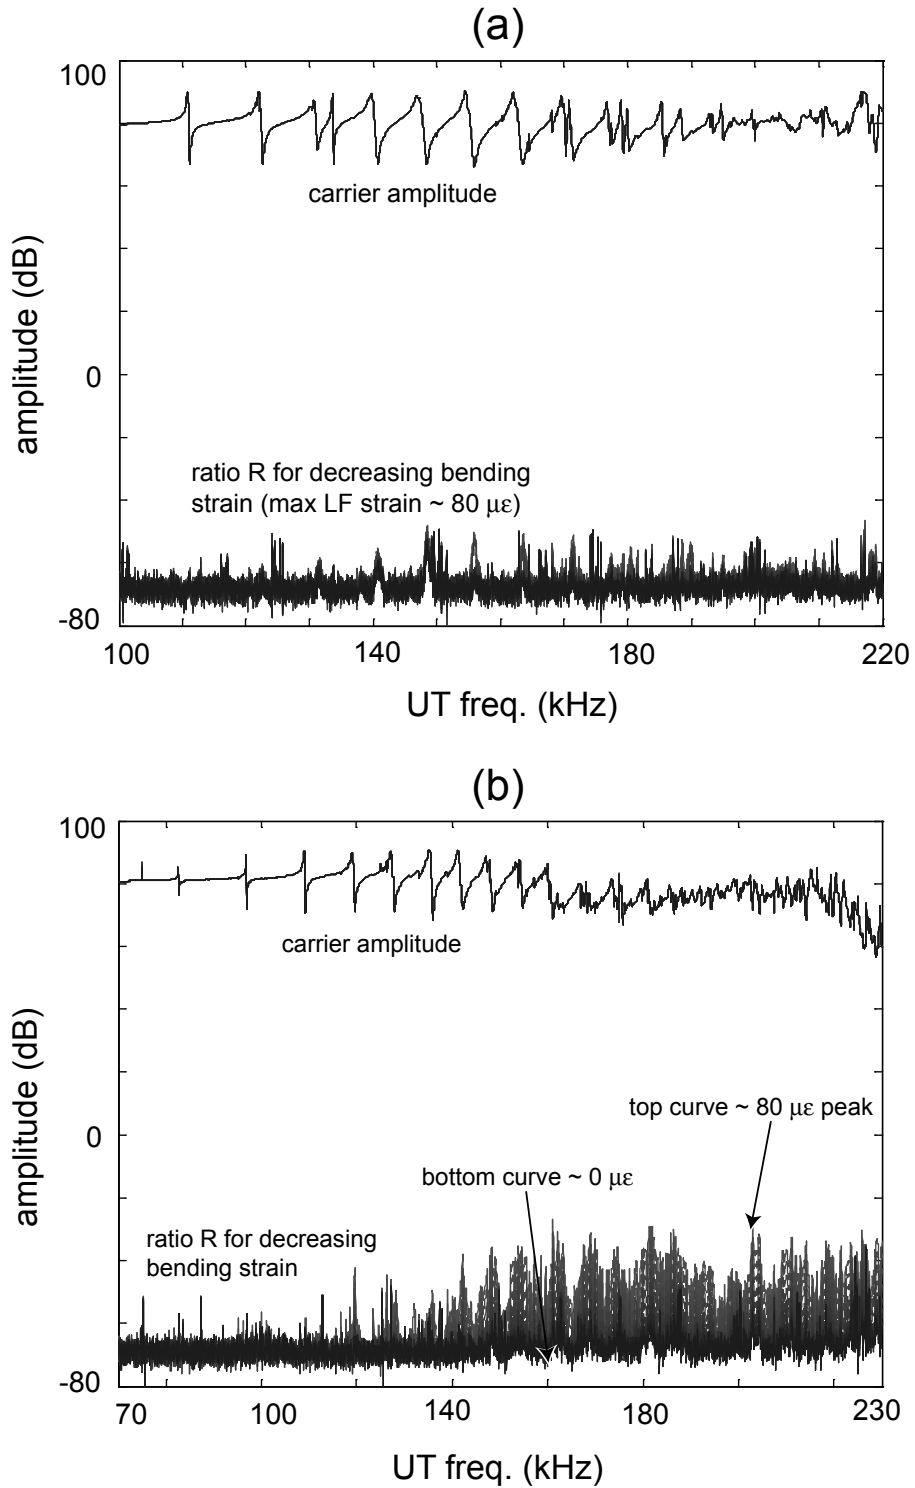 (a)
100
carrier amplitude
amplitude (dB)
0
ratio R for decreasing bending
strain (max LF strain ~ 80 με)
-80
100
140
180
220
UT freq. (kHz)
(b)
100
carrier amplitude
amplitude (dB)
top curve ~ 80 με peak
0
bottom curve ~ 0 με
ratio R for decreasing
bending strain
-80
70
100
140
180
230
UT freq. (kHz)